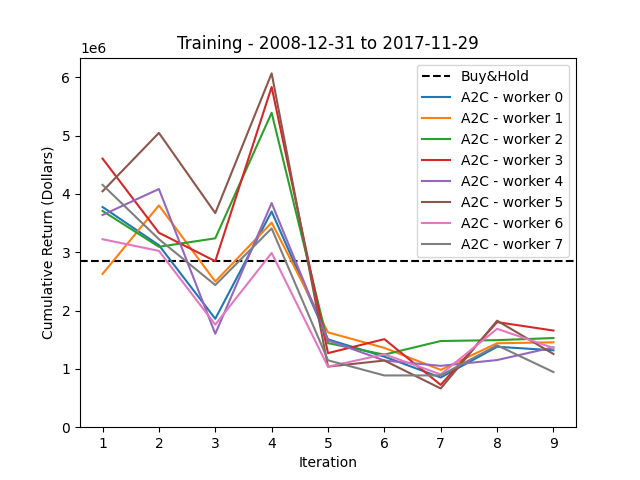 Training - 2008-12-31 to 2017-11-29
1e6
Cumulative Return (Dollars)
6
5
4
3
2
1
0
Buy&Hold
A2C - worker 0
A2C - worker 1
A2C - worker 2
A2C - worker 3
A2C - worker 4
A2C - worker 5
A2C - worker 6
A2C - worker 7
1 2 3 4 5 6 7 8 9
Iteration